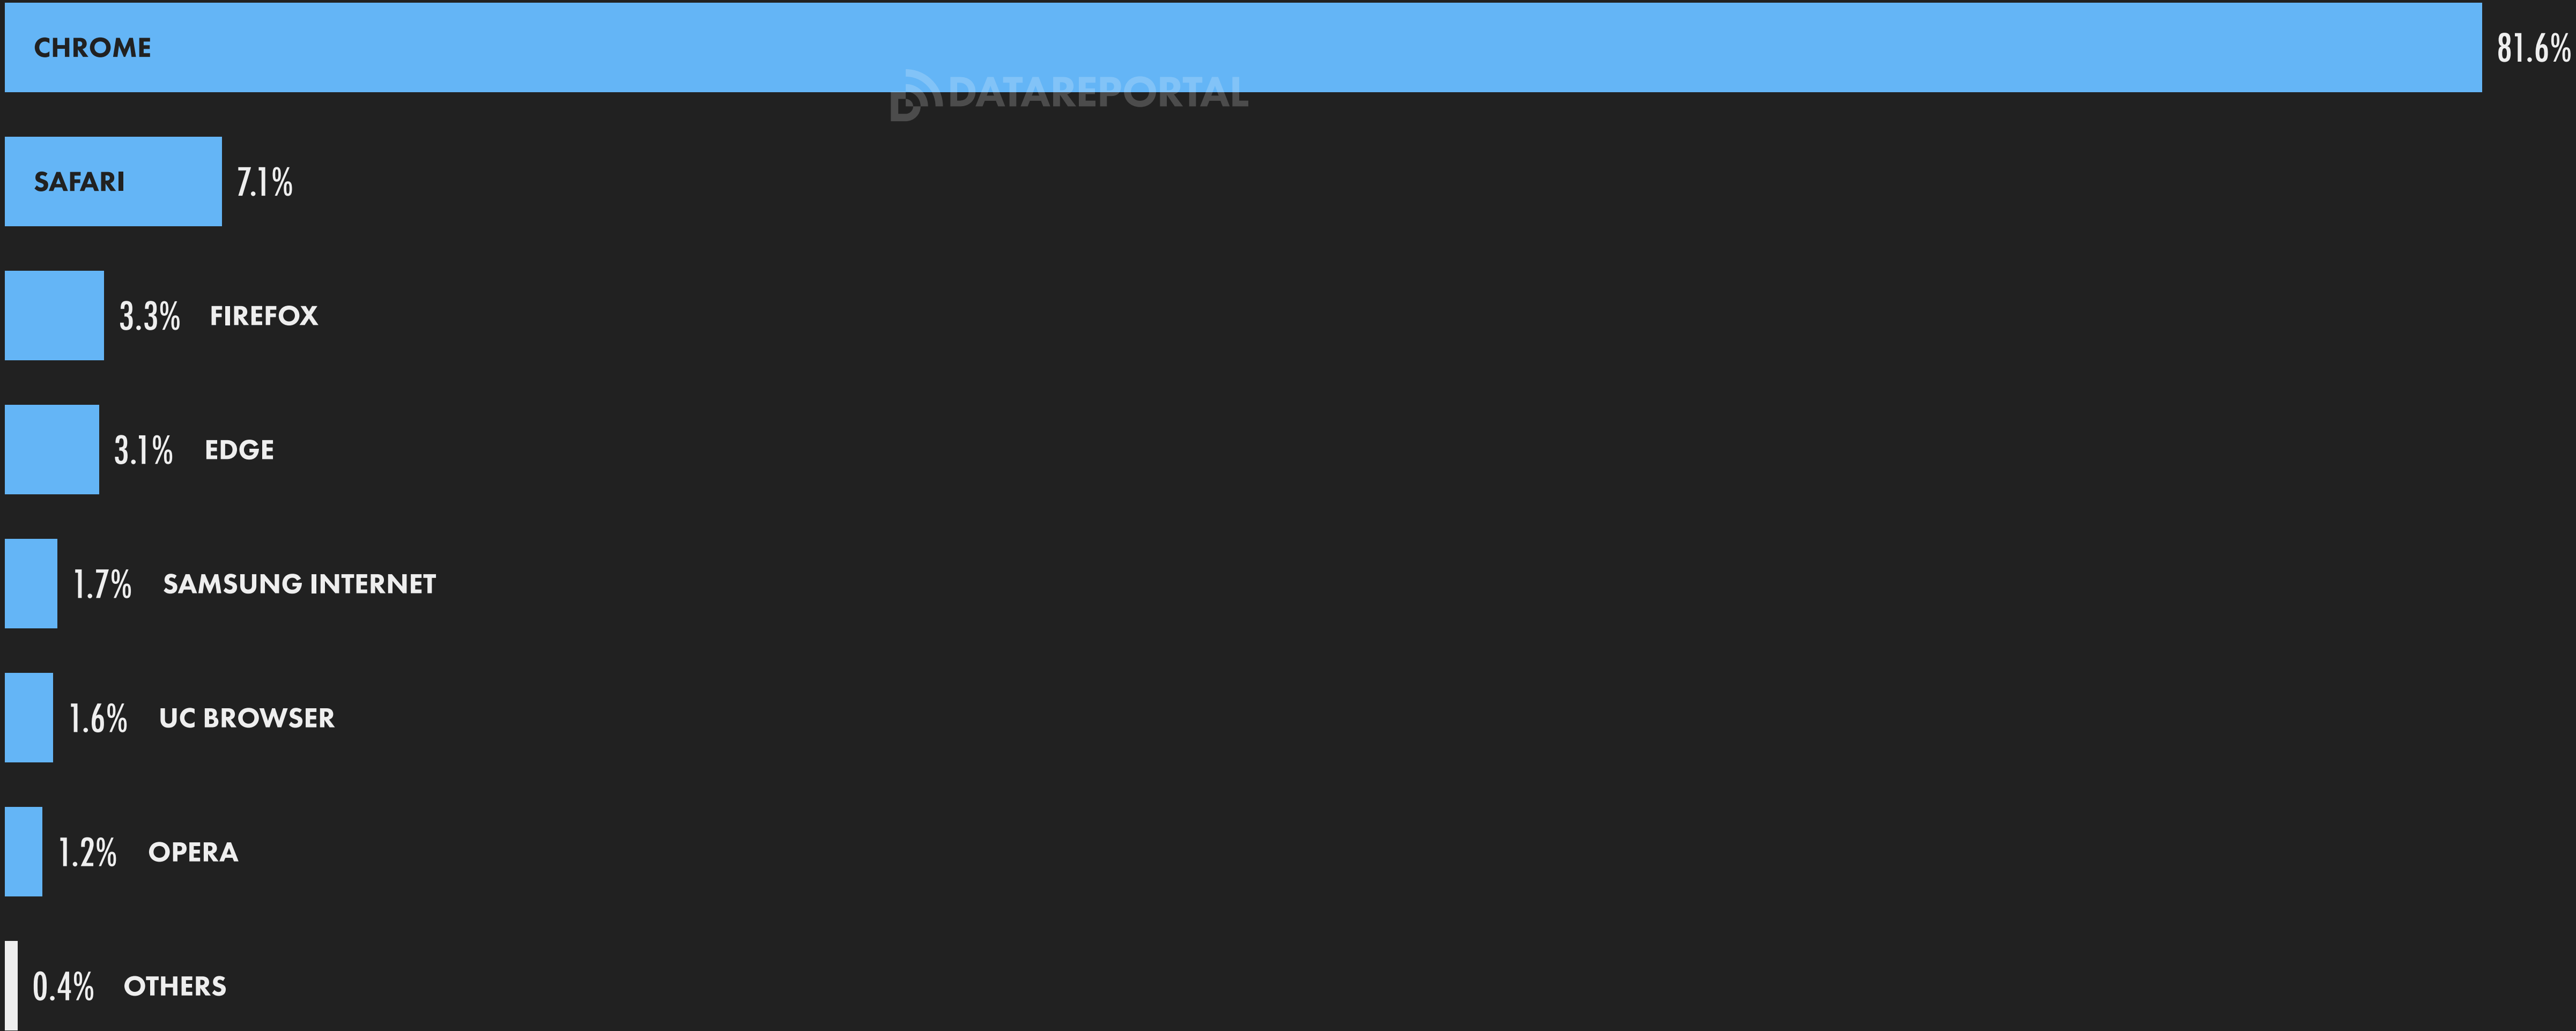 CHROME 81.6%
DATAREPORTAL
SAFARI 7.1%
3.3% FIREFOX
3.1% EDGE
1.7% SAMSUNG INTERNET
1.6% UC BROWSER
1.2% OPERA
0.4% OTHERS